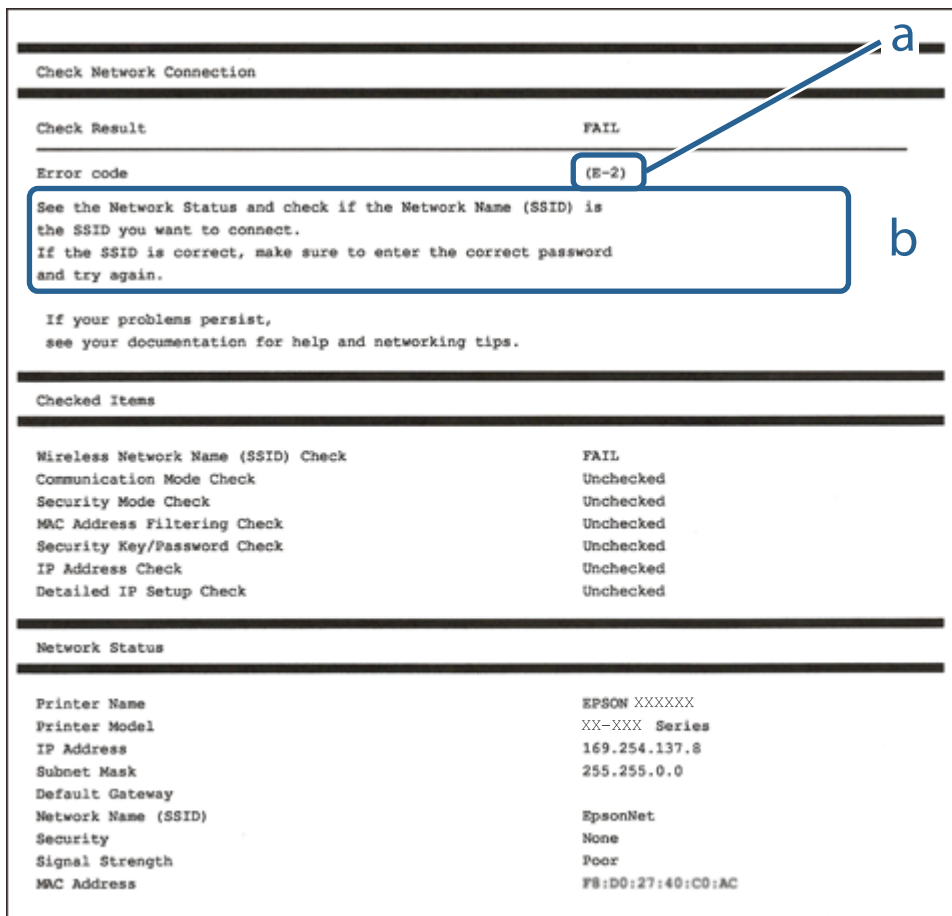 a
Check Network Connection
Check Result FAIL
Error code (E-2)
See the Network Status and check if the Network Name (SSID) is
the SSID you want to connect.
If the SSID is correct, make sure to enter the correct password
and try again.
b
If your problems persist,
see your documentation for help and networking tips.
Checked Items
Wireless Network Name (SSID) Check FAIL
Communication Mode Check Unchecked
Security Mode Check Unchecked
MAC Address Filtering Check Unchecked
Security Key/Password Check Unchecked
IP Address Check Unchecked
Detailed IP Setup Check Unchecked
Network Status
Printer Name EPSON XXXXXX
Printer Model XX-XXX Series
IP Address 169.254.137.8
Subnet Mask 255.255.0.0
Default Gateway
Network Name (SSID) EpsonNet
Security None
Signal Strength Poor
MAC Address F8:D0:27:40:C0:AC